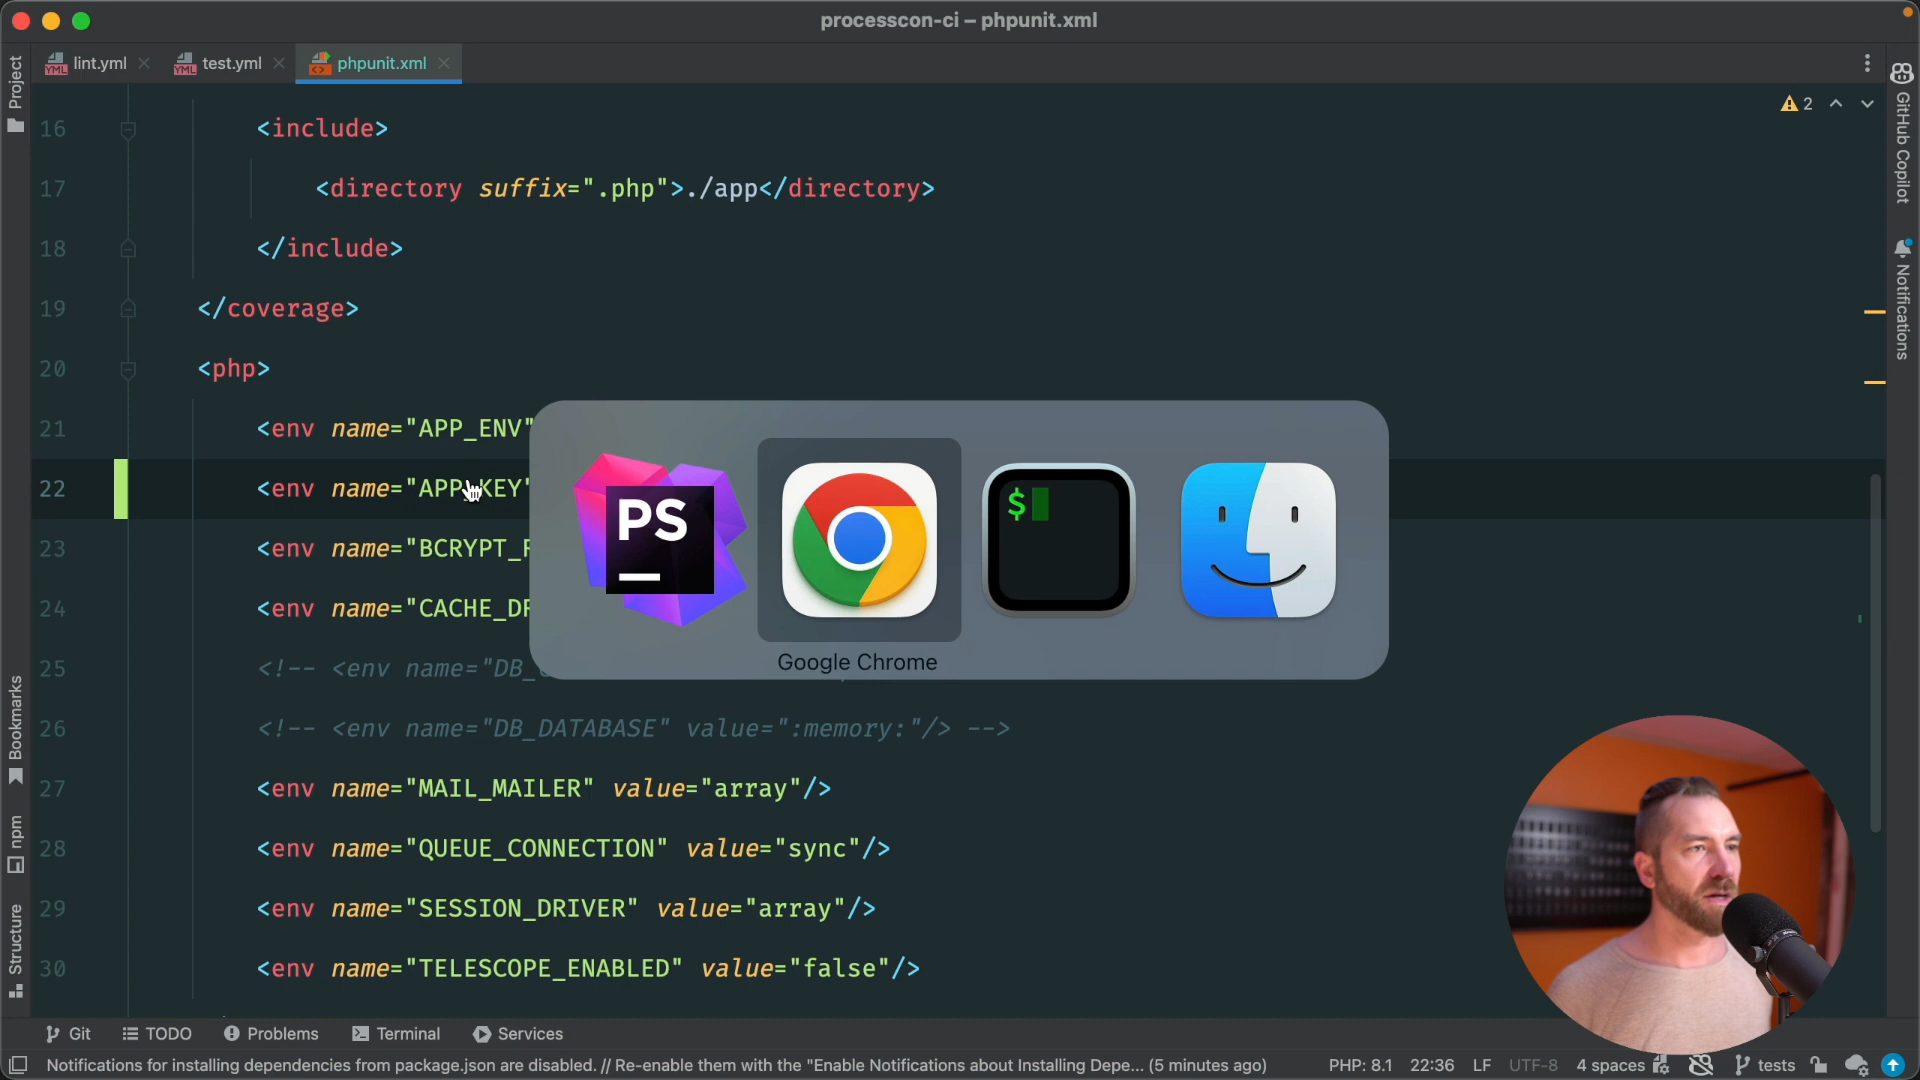 processcon-ci – phpunit.xml
lint.yml
test.yml
phpunit.xml
Project
2
GitHub Copilot
Notifications
16 <include>
17 <directory suffix=".php">./app</directory>
18 </include>
19 </coverage>
20 <php>
21 <env name="APP_ENV"
22 <env name="APP_KEY"
23 <env name="BCRYPT_
24 <env name="CACHE_
25 <!-- <env name="DB_
26 <!-- <env name="DB_DATABASE" value=":memory:"/> -->
27 <env name="MAIL_MAILER" value="array"/>
28 <env name="QUEUE_CONNECTION" value="sync"/>
29 <env name="SESSION_DRIVER" value="array"/>
30 <env name="TELESCOPE_ENABLED" value="false"/>
PS
$
Google Chrome
Bookmarks
npm
Structure
Git
TODO
Problems
Terminal
Services
Notifications for installing dependencies from package.json are disabled. // Re-enable them with the "Enable Notifications about Installing Depe... (5 minutes ago)
PHP: 8.1
22:36
LF
UTF-8
4 spaces
tests